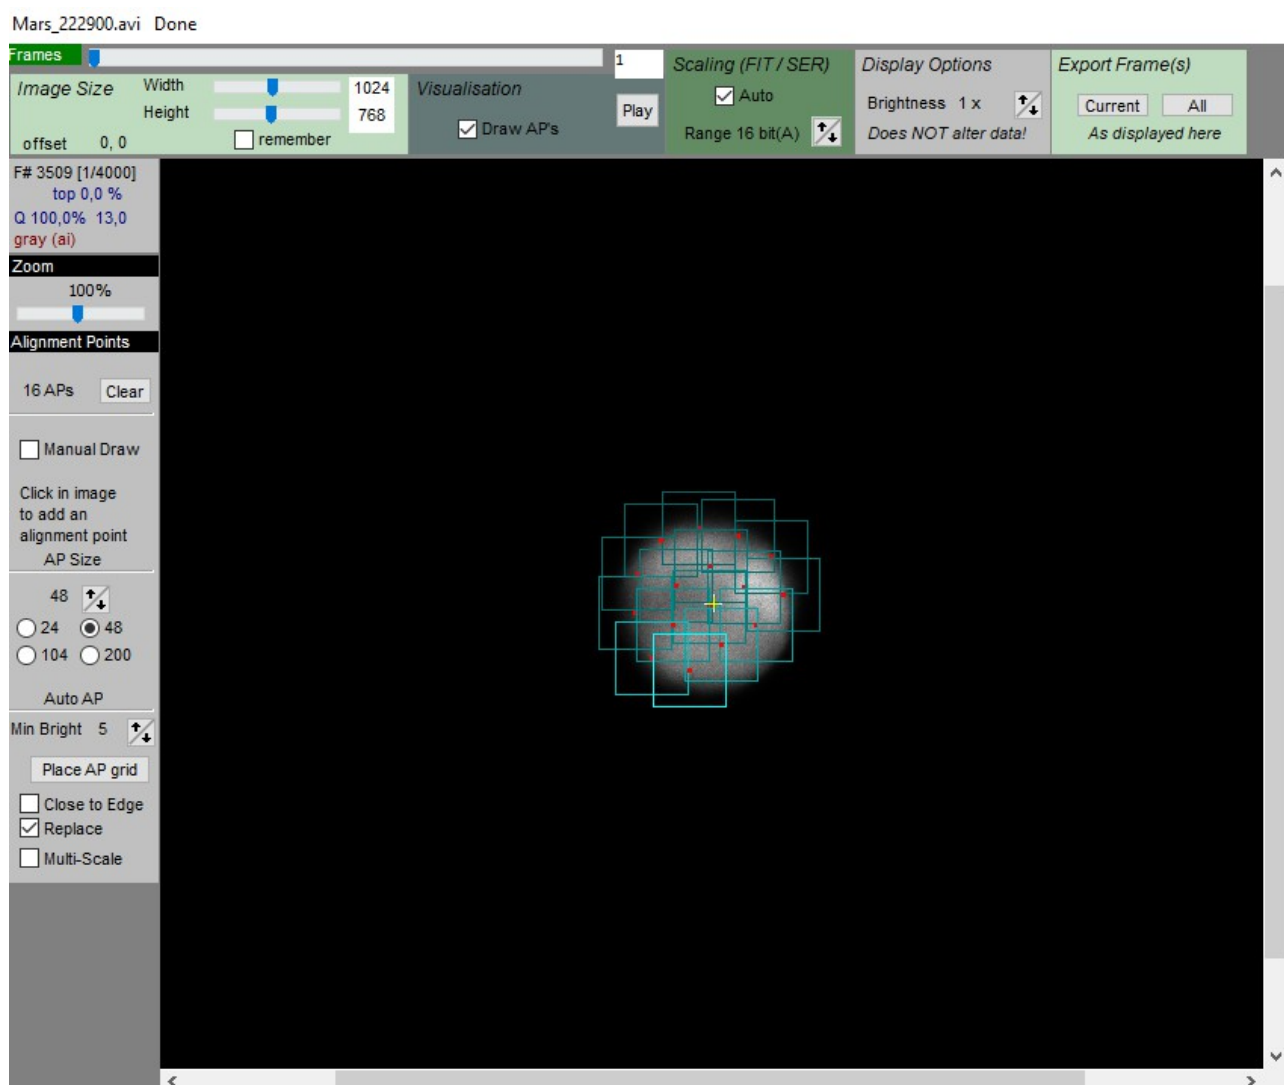 Mars_222900.avi Done
Frames
1
Image Size
Width 1024
Height 768
offset 0, 0
remember
Visualisation
Draw AP's
Play
Scaling (FIT / SER)
Auto
Range 16 bit(A)
Display Options
Brightness 1 x
Does NOT alter data!
Export Frame(s)
Current All
As displayed here
F# 3509 [1/4000]
top 0,0 %
Q 100,0% 13,0
gray (ai)
Zoom
100%
Alignment Points
16 APs Clear
Manual Draw
Click in image
to add an
alignment point
AP Size
48
24 48
104 200
Auto AP
Min Bright 5
Place AP grid
Close to Edge
Replace
Multi-Scale